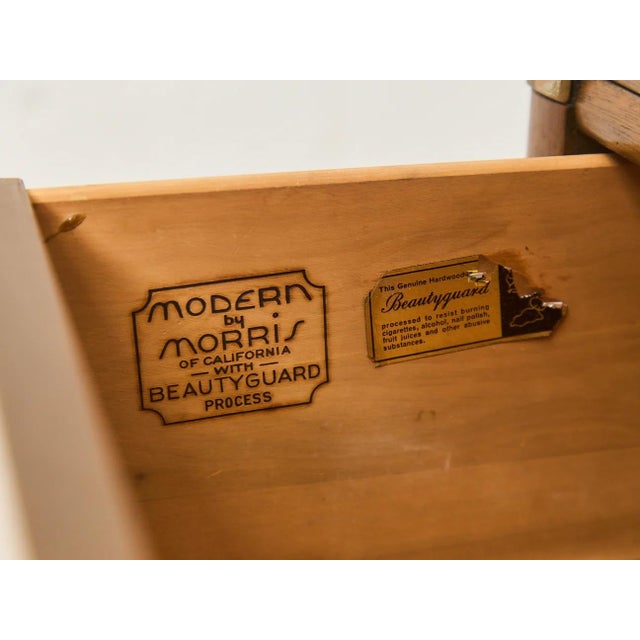 MODERN
by
MORRIS
OF CALIFORNIA
WITH
BEAUTYGUARD
PROCESS
This Genuine Hardwood
Beautyguard
processed to resist burning
cigarettes, alcohol, nail polish,
fruit juices and other abusive
substances.